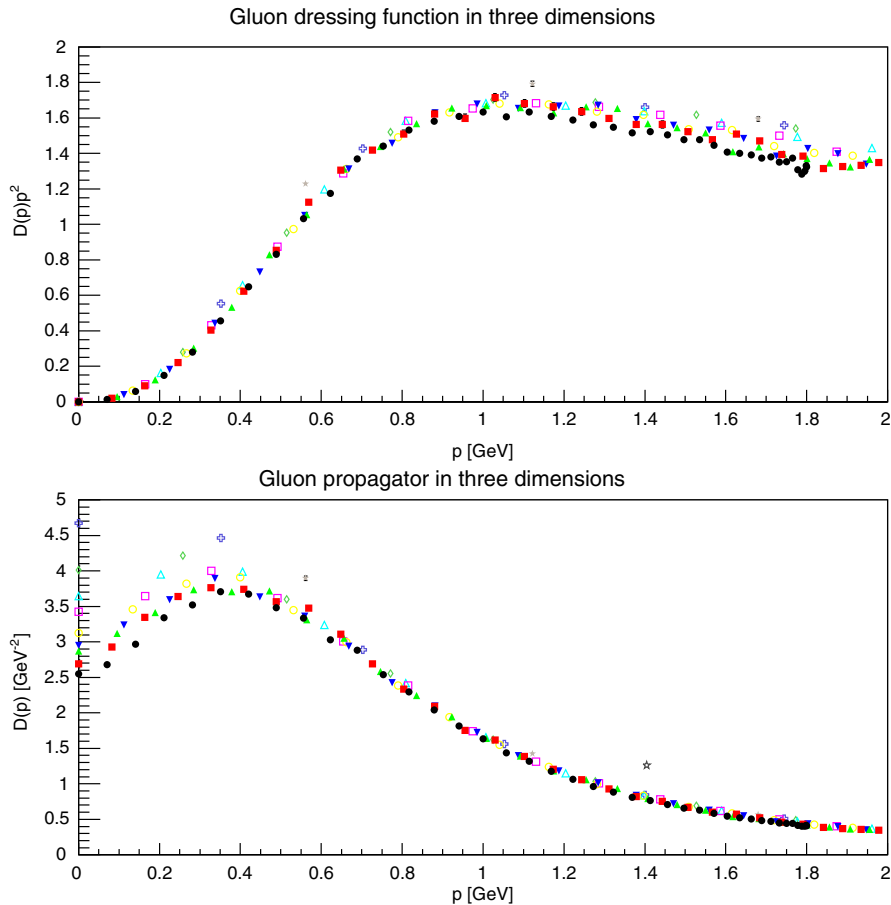 Gluon dressing function in three dimensions
D(p)p²
2
1.8
1.6
1.4
1.2
1
0.8
0.6
0.4
0.2
0
0 0.2 0.4 0.6 0.8 1 1.2 1.4 1.6 1.8 2
p [GeV]
Gluon propagator in three dimensions
D(p) [GeV⁻²]
5
4.5
4
3.5
3
2.5
2
1.5
1
0.5
0
0 0.2 0.4 0.6 0.8 1 1.2 1.4 1.6 1.8 2
p [GeV]